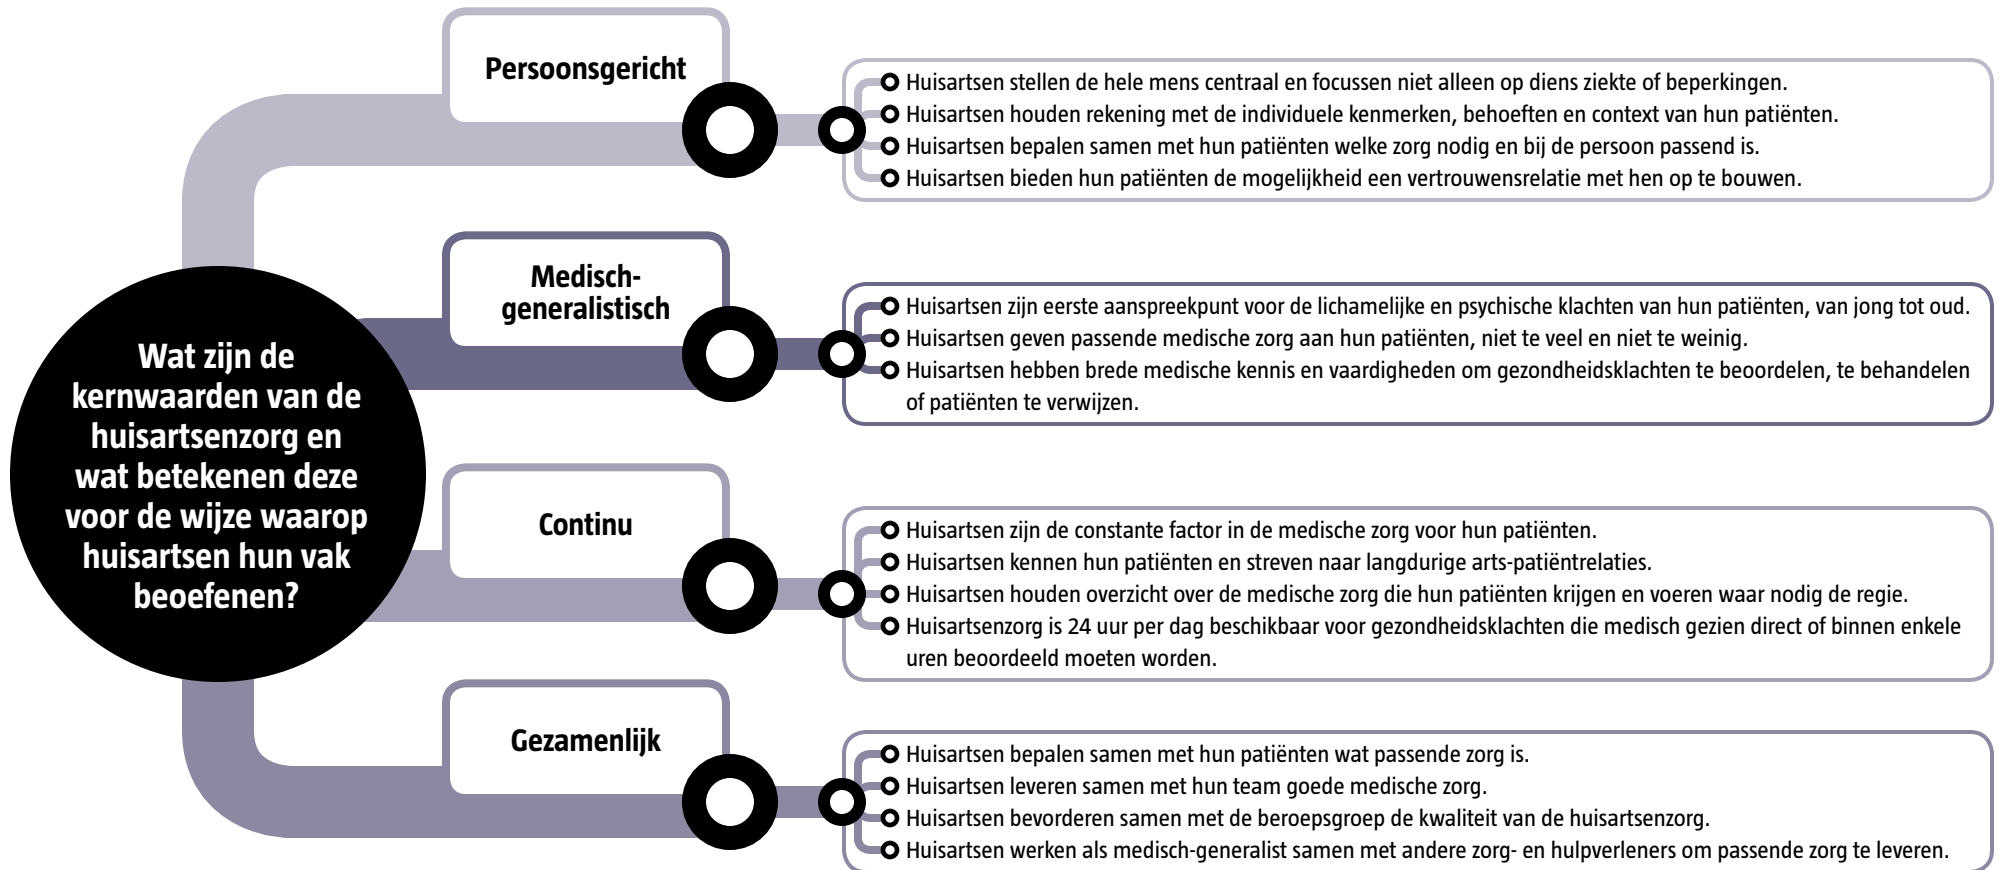 Wat zijn de
kernwaarden van de
huisartsenzorg en
wat betekenen deze
voor de wijze waarop
huisartsen hun vak
beoefenen?
Persoonsgericht
Huisartsen stellen de hele mens centraal en focussen niet alleen op diens ziekte of beperkingen.
Huisartsen houden rekening met de individuele kenmerken, behoeften en context van hun patiënten.
Huisartsen bepalen samen met hun patiënten welke zorg nodig en bij de persoon passend is.
Huisartsen bieden hun patiënten de mogelijkheid een vertrouwensrelatie met hen op te bouwen.
Medisch-
generalistisch
Huisartsen zijn eerste aanspreekpunt voor de lichamelijke en psychische klachten van hun patiënten, van jong tot oud.
Huisartsen geven passende medische zorg aan hun patiënten, niet te veel en niet te weinig.
Huisartsen hebben brede medische kennis en vaardigheden om gezondheidsklachten te beoordelen, te behandelen
of patiënten te verwijzen.
Continu
Huisartsen zijn de constante factor in de medische zorg voor hun patiënten.
Huisartsen kennen hun patiënten en streven naar langdurige arts-patiëntrelaties.
Huisartsen houden overzicht over de medische zorg die hun patiënten krijgen en voeren waar nodig de regie.
Huisartsenzorg is 24 uur per dag beschikbaar voor gezondheidsklachten die medisch gezien direct of binnen enkele
uren beoordeeld moeten worden.
Gezamenlijk
Huisartsen bepalen samen met hun patiënten wat passende zorg is.
Huisartsen leveren samen met hun team goede medische zorg.
Huisartsen bevorderen samen met de beroepsgroep de kwaliteit van de huisartsenzorg.
Huisartsen werken als medisch-generalist samen met andere zorg- en hulpverleners om passende zorg te leveren.